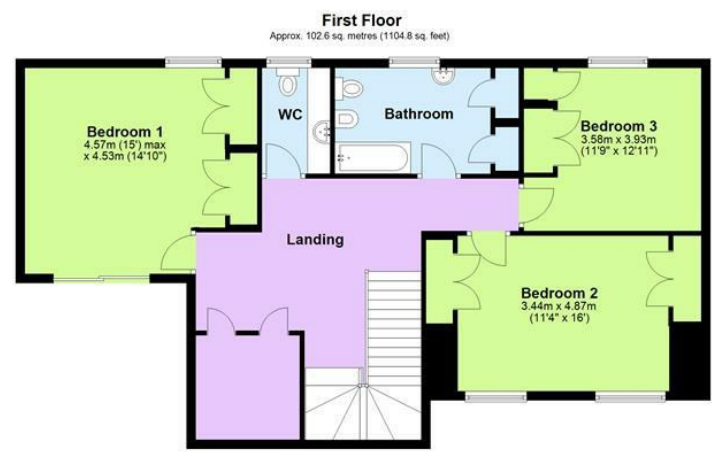 First Floor
Approx. 102.6 sq. metres (1104.8 sq. feet)
Bedroom 1
4.57m (15') max
x 4.53m (14'10")
WC
Bathroom
Bedroom 3
3.58m x 3.93m
(11'9" x 12'11")
Landing
Bedroom 2
3.44m x 4.87m
(11'4" x 16')